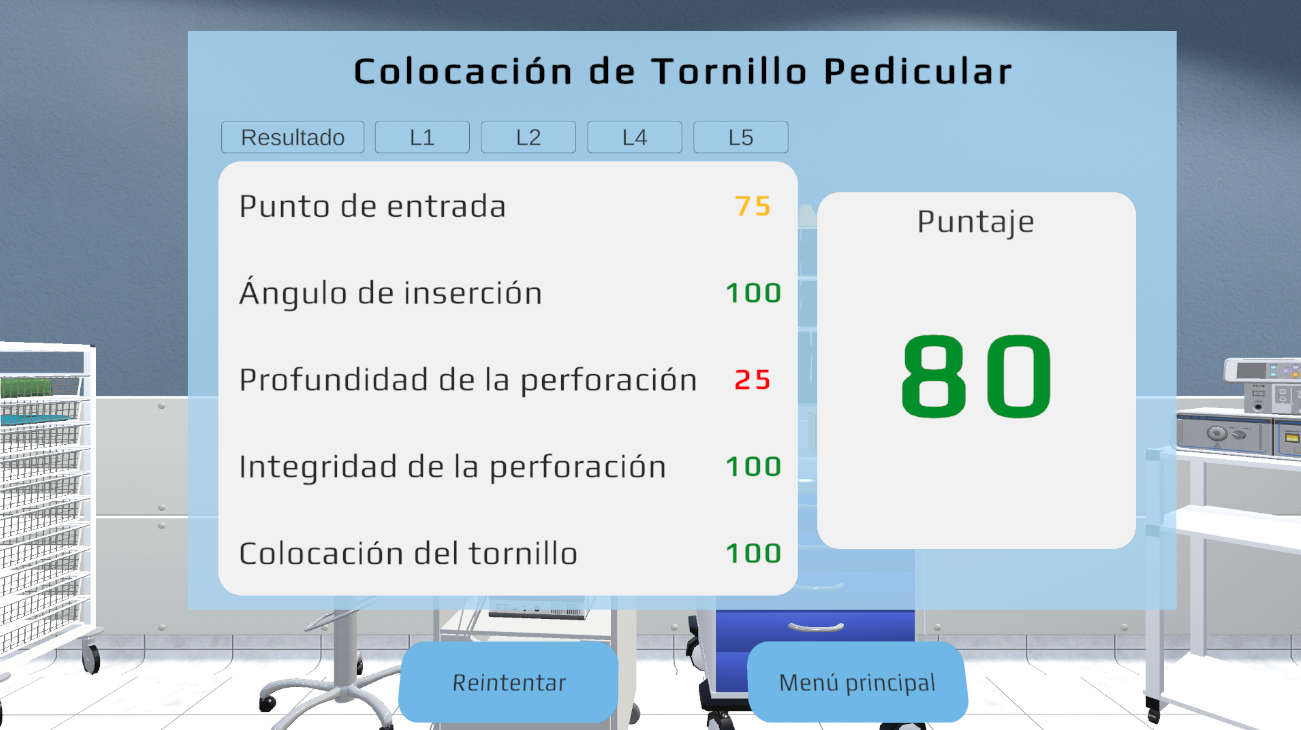 Colocación de Tornillo Pedicular
Resultado L1 L2 L4 L5
Punto de entrada 75
Ángulo de inserción 100
Profundidad de la perforación 25
Integridad de la perforación 100
Colocación del tornillo 100
Puntaje
80
Reintentar
Menú principal